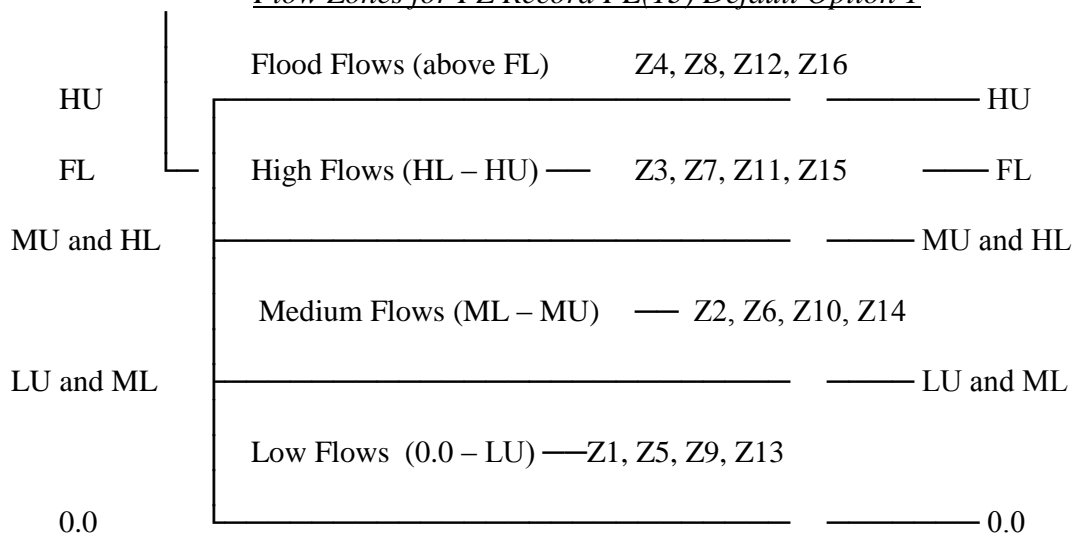 Flow Zones for FZ Record FZ(15) Default Option 1
Flood Flows (above FL) Z4, Z8, Z12, Z16
HU HU
FL High Flows (HL – HU) Z3, Z7, Z11, Z15 FL
MU and HL MU and HL
Medium Flows (ML – MU) Z2, Z6, Z10, Z14
LU and ML LU and ML
Low Flows (0.0 – LU) Z1, Z5, Z9, Z13
0.0 0.0